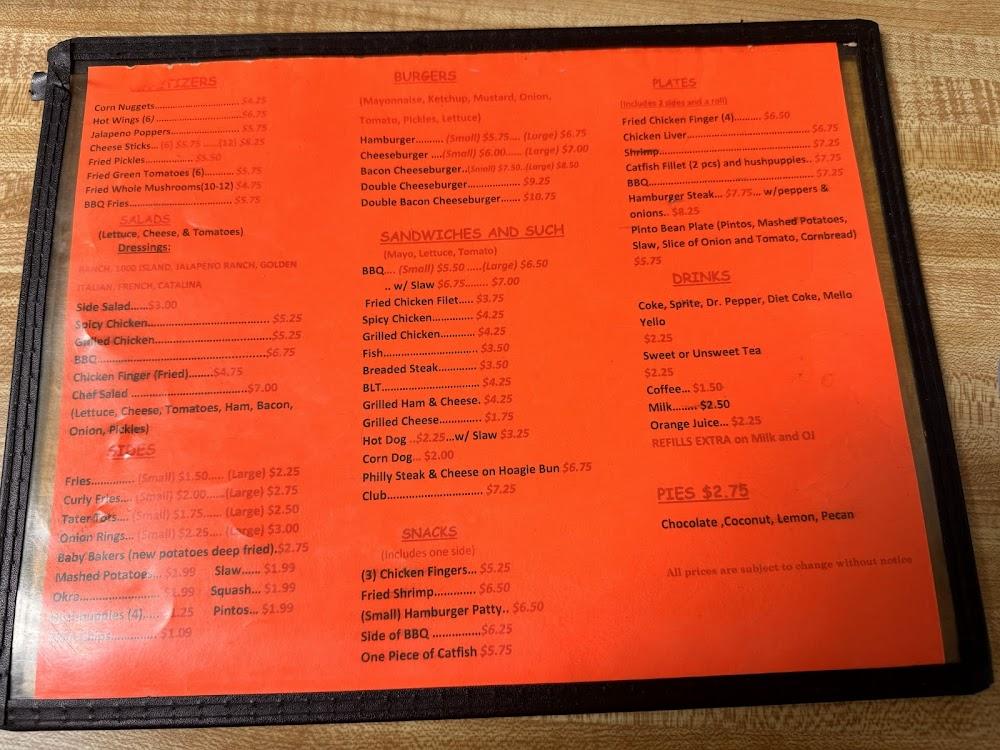 TIZERS
Corn Nuggets............................ $4.25
Hot Wings (6) ............................$6.75
Jalapeno Poppers...................... $5.75
Cheese Sticks...(6) $5.75 .....(12) $8.25
Fried Pickles................ $5.50
Fried Green Tomatoes (6).......... $5.75
Fried Whole Mushrooms(10-12) $4.75
BBQ Fries................................. $5.75
SALADS
(Lettuce, Cheese, & Tomatoes)
Dressings:
RANCH, 1000 ISLAND, JALAPENO RANCH, GOLDEN
ITALIAN, FRENCH, CATALINA
Side Salad......$3.00
Spicy Chicken........................................ $5.25
Grilled Chicken......................................$5.25
BBQ.......................................................$6.75
Chicken Finger (Fried)........$4.75
Chef Salad ......................................$7.00
(Lettuce, Cheese, Tomatoes, Ham, Bacon,
Onion, Pickles)
SIDES
Fries.............. (Small) $1.50.....(Large) $2.25
Curly Fries.... (Small) $2.00......(Large) $2.75
Tater Tots.... (Small) $1.75...... (Large) $2.50
Onion Rings... (Small) $2.25.... (Large) $3.00
Baby Bakers (new potatoes deep fried).$2.75
Mashed Potatoes... $1.99 Slaw...... $1.99
Okra........................... $1.99 Squash... $1.99
Hushpuppies (4)..... $1.25 Pintos... $1.99
Chips.............. $1.09
BURGERS
(Mayonnaise, Ketchup, Mustard, Onion,
Tomato, Pickles, Lettuce)
Hamburger......... (Small) $5.75.... (Large) $6.75
Cheeseburger ...(Small) $6.00...... (Large) $7.00
Bacon Cheeseburger..(Small) $7.50..(Large) $8.50
Double Cheeseburger................. $9.25
Double Bacon Cheeseburger....... $10.75
SANDWICHES AND SUCH
(Mayo, Lettuce, Tomato)
BBQ.... (Small) $5.50 .....(Large) $6.50
.. w/ Slaw $6.75........ $7.00
Fried Chicken Filet..... $3.75
Spicy Chicken.............. $4.25
Grilled Chicken............ $4.25
Fish............................... $3.50
Breaded Steak............. $3.50
BLT................................ $4.25
Grilled Ham & Cheese. $4.25
Grilled Cheese.............. $1.75
Hot Dog ..$2.25...w/ Slaw $3.25
Corn Dog... $2.00
Philly Steak & Cheese on Hoagie Bun $6.75
Club............................... $7.25
SNACKS
(Includes one side)
(3) Chicken Fingers... $5.25
Fried Shrimp............. $6.50
(Small) Hamburger Patty.. $6.50
Side of BBQ ................$6.25
One Piece of Catfish $5.75
PLATES
(Includes 2 sides and a roll)
Fried Chicken Finger (4)......... $6.50
Chicken Liver........................................ $6.75
Shrimp................................................... $7.25
Catfish Fillet (2 pcs) and hushpuppies.. $7.75
BBQ....................................................... $7.25
Hamburger Steak... $7.75... w/peppers &
onions.. $8.25
Pinto Bean Plate (Pintos, Mashed Potatoes,
Slaw, Slice of Onion and Tomato, Cornbread)
$5.75
DRINKS
Coke, Sprite, Dr. Pepper, Diet Coke, Mello
Yello
$2.25
Sweet or Unsweet Tea
$2.25
Coffee... $1.50
Milk......... $2.50
Orange Juice... $2.25
REFILLS EXTRA on Milk and OJ
PIES $2.75
Chocolate ,Coconut, Lemon, Pecan
All prices are subject to change without notice